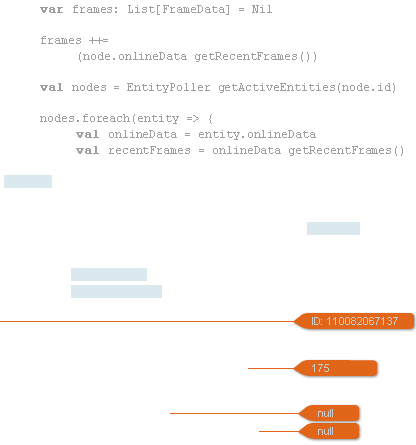 var frames: List[FrameData] = Nil
frames ++=
(node.onlineData getRecentFrames())
val nodes = EntityPoller getActiveEntities(node.id)
nodes.foreach(entity => {
val onlineData = entity.onlineData
val recentFrames = onlineData getRecentFrames()
ID: 110082067137
175
null
null